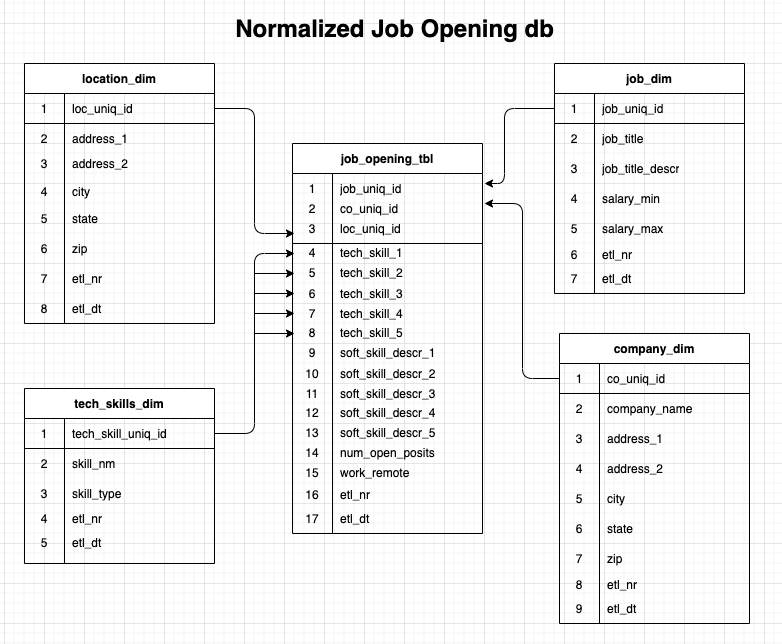 Normalized Job Opening db
location_dim
1 loc_uniq_id
2 address_1
3 address_2
4 city
5 state
6 zip
7 etl_nr
8 etl_dt
tech_skills_dim
1 tech_skill_uniq_id
2 skill_nm
3 skill_type
4 etl_nr
5 etl_dt
job_opening_tbl
1 job_uniq_id
2 co_uniq_id
3 loc_uniq_id
4 tech_skill_1
5 tech_skill_2
6 tech_skill_3
7 tech_skill_4
8 tech_skill_5
9 soft_skill_descr_1
10 soft_skill_descr_2
11 soft_skill_descr_3
12 soft_skill_descr_4
13 soft_skill_descr_5
14 num_open_posits
15 work_remote
16 etl_nr
17 etl_dt
job_dim
1 job_uniq_id
2 job_title
3 job_title_descr
4 salary_min
5 salary_max
6 etl_nr
7 etl_dt
company_dim
1 co_uniq_id
2 company_name
3 address_1
4 address_2
5 city
6 state
7 zip
8 etl_nr
9 etl_dt